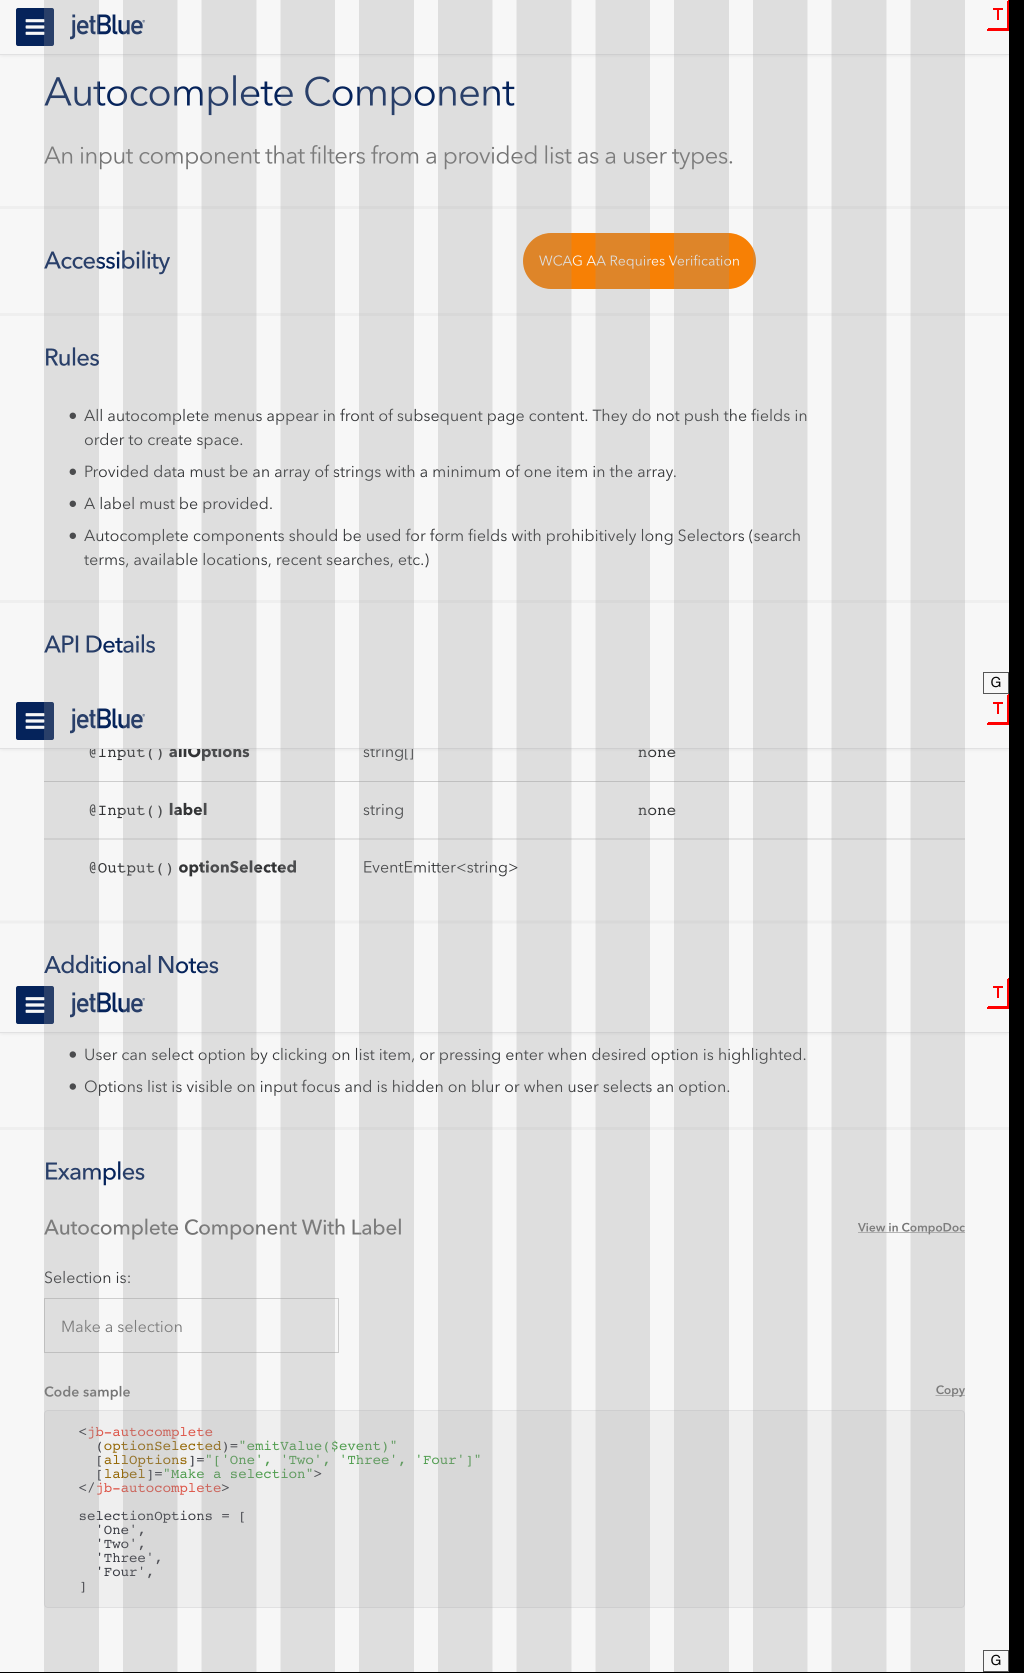 jetBlue
T
Autocomplete Component
An input component that filters from a provided list as a user types.
Accessibility
WCAG AA Requires Verification
Rules
• All autocomplete menus appear in front of subsequent page content. They do not push the fields in
order to create space.
• Provided data must be an array of strings with a minimum of one item in the array.
• A label must be provided.
• Autocomplete components should be used for form fields with prohibitively long Selectors (search
terms, available locations, recent searches, etc.)
API Details
G
jetBlue
T
@Input() allOptions string[] none
@Input() label string none
@Output() optionSelected EventEmitter<string>
Additional Notes
jetBlue
T
• User can select option by clicking on list item, or pressing enter when desired option is highlighted.
• Options list is visible on input focus and is hidden on blur or when user selects an option.
Examples
Autocomplete Component With Label View in CompoDoc
Selection is:
Make a selection
Code sample Copy
<jb-autocomplete
(optionSelected)="emitValue($event)"
[allOptions]="['One', 'Two', 'Three', 'Four']"
[label]="Make a selection">
</jb-autocomplete>
selectionOptions = [
'One',
'Two',
'Three',
'Four',
]
G